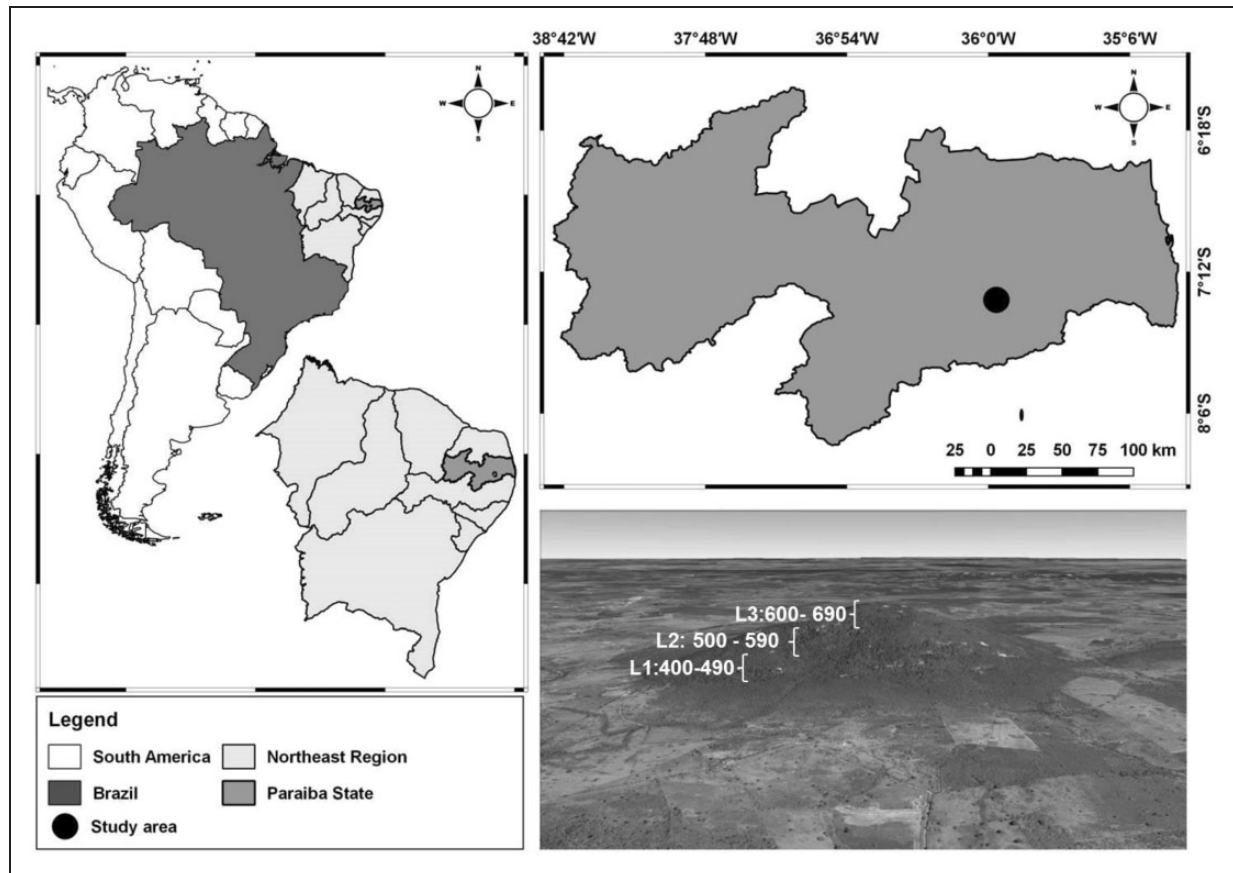 N
W E
S
38°42'W 37°48'W 36°54'W 36°0'W 35°6'W
N
W E
S
6°18'S
7°12'S
8°6'S
25 0 25 50 75 100 km
L3:600- 690
L2: 500 - 590
L1:400-490
Legend
South America
Northeast Region
Brazil
Paraiba State
Study area